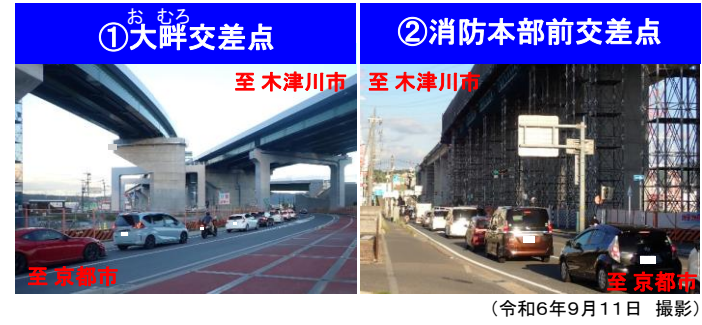 お むろ
①大畔交差点
②消防本部前交差点
至 木津川市
至 木津川市
至 京都市
至 京都市
(令和6年9月11日 撮影)